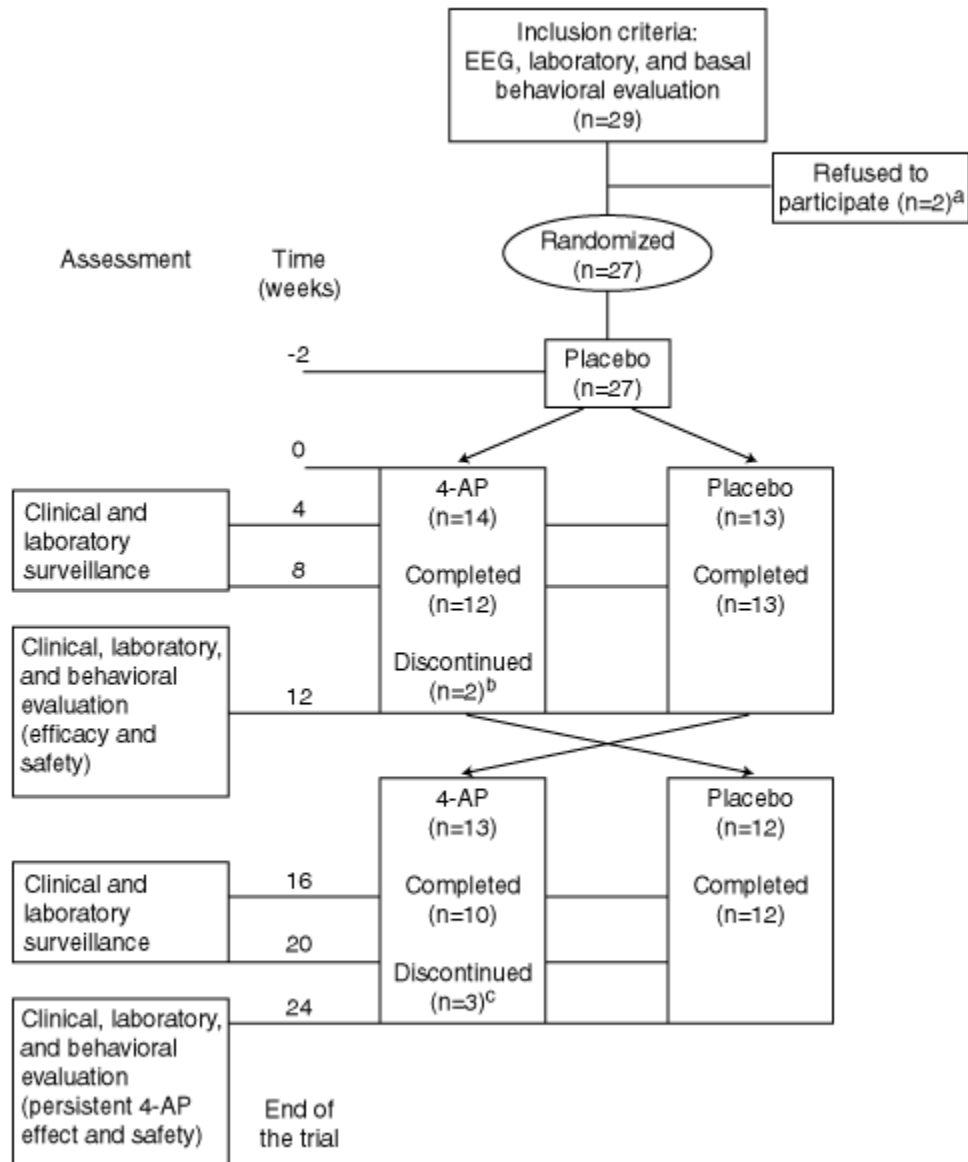 Inclusion criteria:
EEG, laboratory, and basal
behavioral evaluation
(n=29)
Refused to
participate (n=2)a
Randomized
(n=27)
Assessment
Time
(weeks)
-2
Placebo
(n=27)
0
4-AP
(n=14)
Completed
(n=12)
Discontinued
(n=2)b
Placebo
(n=13)
Completed
(n=13)
Clinical and
laboratory
surveillance
4
8
Clinical, laboratory,
and behavioral
evaluation
(efficacy and
safety)
12
4-AP
(n=13)
Completed
(n=10)
Discontinued
(n=3)c
Placebo
(n=12)
Completed
(n=12)
Clinical and
laboratory
surveillance
16
20
Clinical, laboratory,
and behavioral
evaluation
(persistent 4-AP
effect and safety)
24
End of
the trial